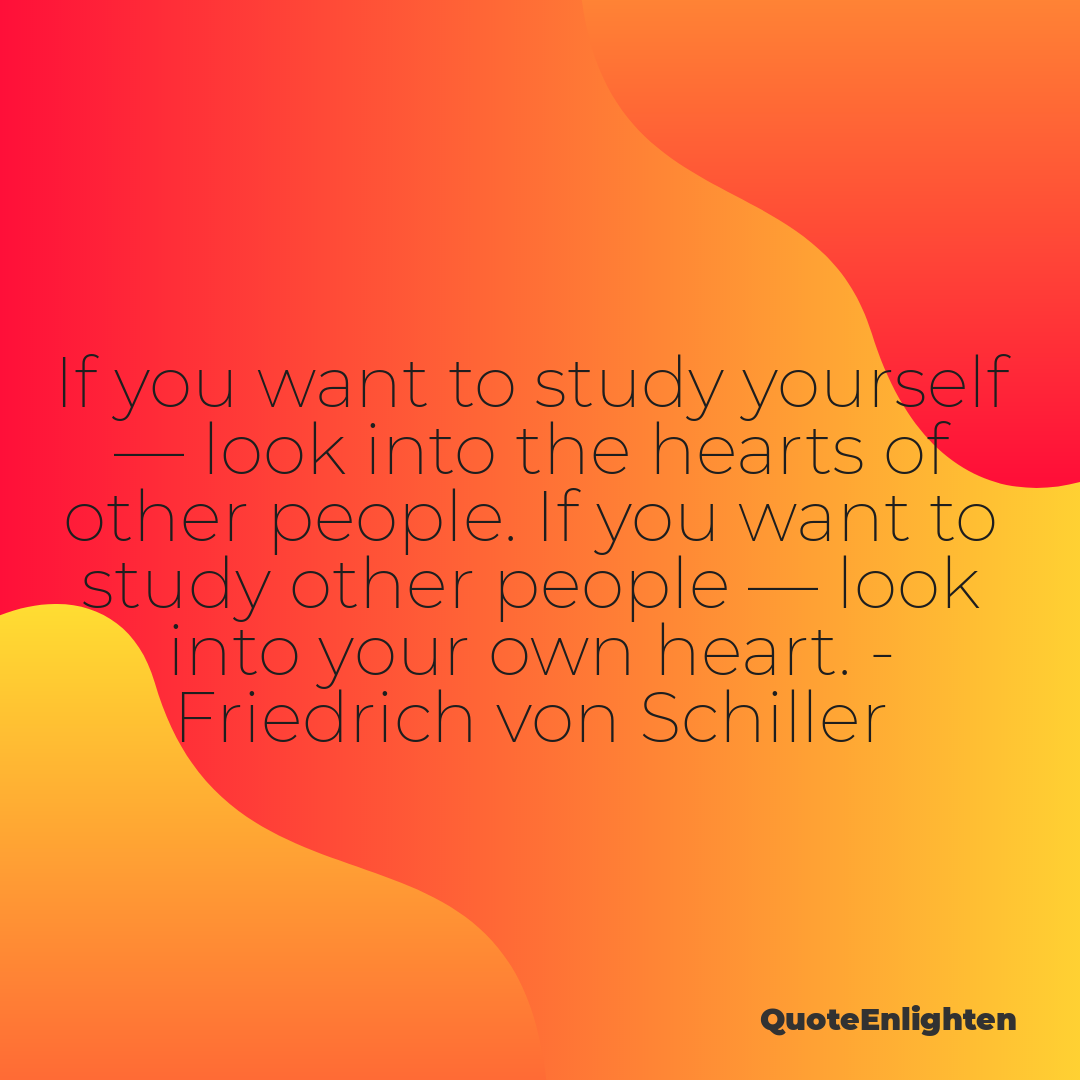 If you want to study yourself
— look into the hearts of
other people. If you want to
study other people — look
into your own heart. -
Friedrich von Schiller
QuoteEnlighten